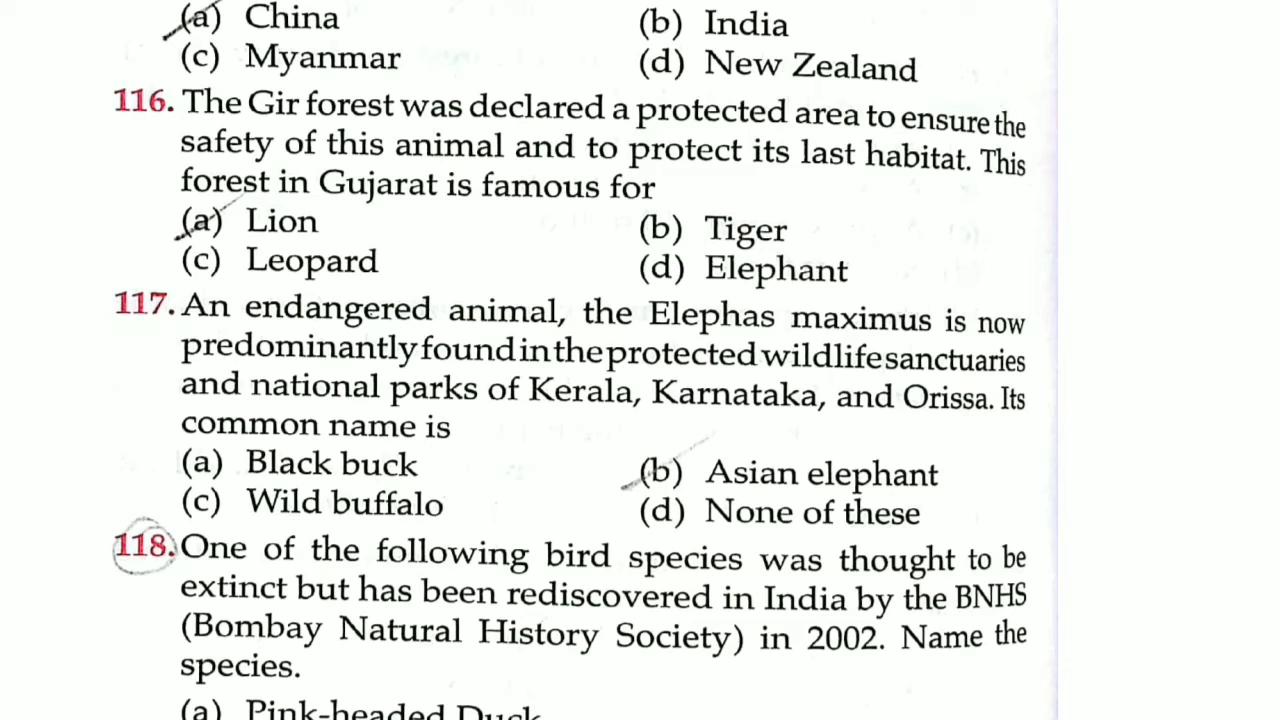 (a) China (b) India
(c) Myanmar (d) New Zealand
116. The Gir forest was declared a protected area to ensure the
safety of this animal and to protect its last habitat. This
forest in Gujarat is famous for
(a) Lion (b) Tiger
(c) Leopard (d) Elephant
117. An endangered animal, the Elephas maximus is now
predominantly found in the protected wildlife sanctuaries
and national parks of Kerala, Karnataka, and Orissa. Its
common name is
(a) Black buck (b) Asian elephant
(c) Wild buffalo (d) None of these
118. One of the following bird species was thought to be
extinct but has been rediscovered in India by the BNHS
(Bombay Natural History Society) in 2002. Name the
species.
(a) Pink-headed Duck